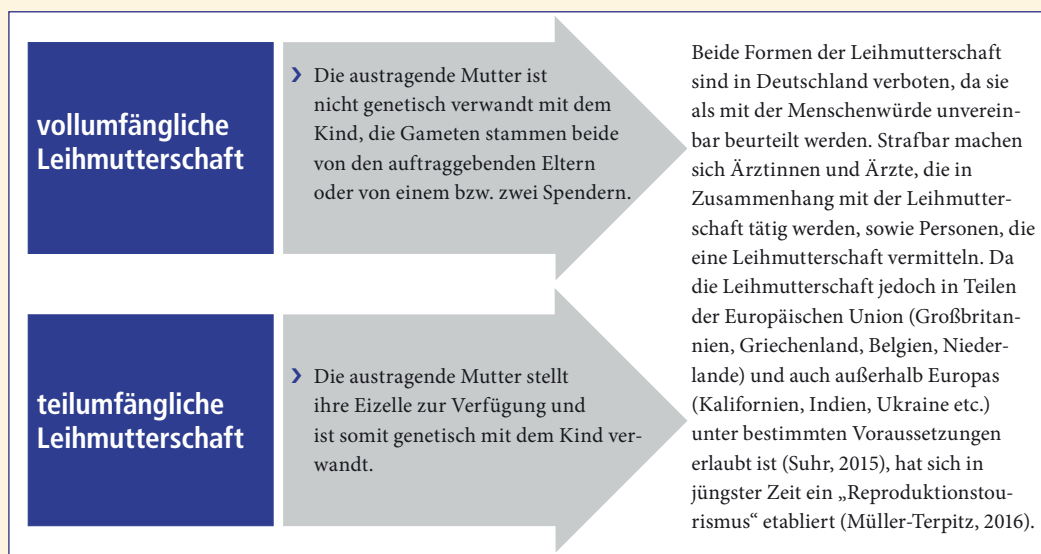 vollumfängliche
Leihmutterschaft
› Die austragende Mutter ist
nicht genetisch verwandt mit dem
Kind, die Gameten stammen beide
von den auftraggebenden Eltern
oder von einem bzw. zwei Spendern.
teilumfängliche
Leihmutterschaft
› Die austragende Mutter stellt
ihre Eizelle zur Verfügung und
ist somit genetisch mit dem Kind ver-
wandt.
Beide Formen der Leihmutterschaft
sind in Deutschland verboten, da sie
als mit der Menschenwürde unverein-
bar beurteilt werden. Strafbar machen
sich Ärztinnen und Ärzte, die in
Zusammenhang mit der Leihmutter-
schaft tätig werden, sowie Personen, die
eine Leihmutterschaft vermitteln. Da
die Leihmutterschaft jedoch in Teilen
der Europäischen Union (Großbritan-
nien, Griechenland, Belgien, Nieder-
lande) und auch außerhalb Europas
(Kalifornien, Indien, Ukraine etc.)
unter bestimmten Voraussetzungen
erlaubt ist (Suhr, 2015), hat sich in
jüngster Zeit ein „Reproduktionstou-
rismus“ etabliert (Müller-Terpitz, 2016).